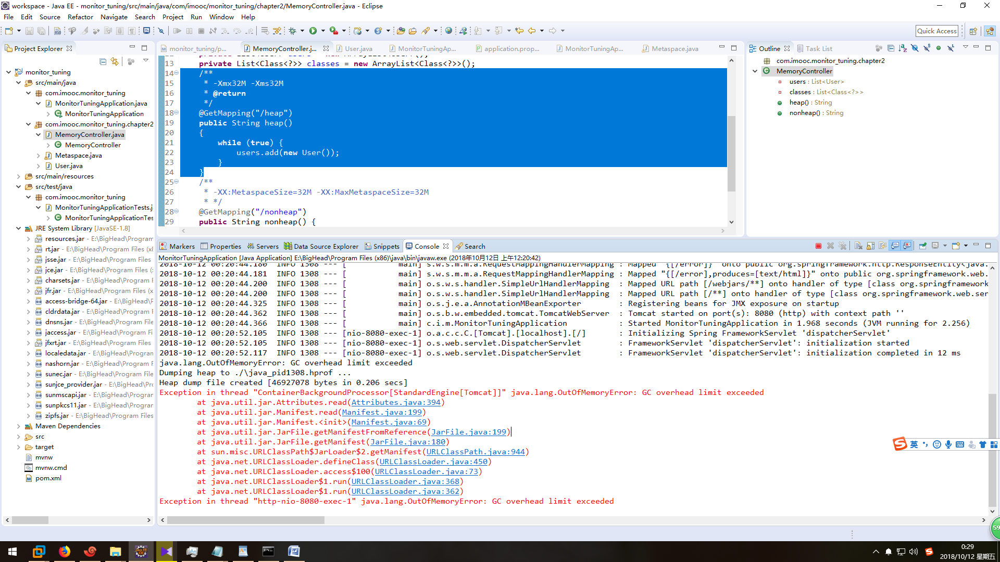 workspace - Java EE - monitor_tuning/src/main/java/com/imooc/monitor_tuning/chapter2/MemoryController.java - Eclipse
File Edit Source Refactor Navigate Search Project Run Window Help
Quick Access
Project Explorer
monitor_tuning
src/main/java
com.imooc.monitor_tuning
MonitorTuningApplication.java
MonitorTuningApplication
com.imooc.monitor_tuning.chapter2
MemoryController.java
MemoryController
Metaspace.java
User.java
src/main/resources
src/test/java
com.imooc.monitor_tuning
MonitorTuningApplicationTests.j
MonitorTuningApplicationTes
JRE System Library [JavaSE-1.8]
resources.jar - E:\BigHead\Program
rt.jar - E:\BigHead\Program Files (x8
jsse.jar - E:\BigHead\Program Files (
jce.jar - E:\BigHead\Program Files (:
charsets.jar - E:\BigHead\Program
jfr.jar - E:\BigHead\Program Files (x
access-bridge-64.jar - E:\BigHead\F
cldrdata.jar - E:\BigHead\Program
dnsns.jar - E:\BigHead\Program Fi
jaccess.jar - E:\BigHead\Program Fi
jfxrt.jar - E:\BigHead\Program Files
localedata.jar - E:\BigHead\Progran
nashorn.jar - E:\BigHead\Program
sunec.jar - E:\BigHead\Program File
sunjce_provider.jar - E:\BigHead\Pr
sunmscapi.jar - E:\BigHead\Progra
sunpkcs11.jar - E:\BigHead\Progra
zipfs.jar - E:\BigHead\Program Files
Maven Dependencies
src
target
mvnw
mvnw.cmd
pom.xml
monitor_tuning/p... MemoryController.j... User.java MonitorTuningAp... application.prop... MonitorTuningAp... Metaspace.java
13 private List<Class<?>> classes = new ArrayList<Class<?>>();
14 /**
15 * -Xmx32M -Xms32M
16 * @return
17 */
18 @GetMapping("/heap")
19 public String heap()
20 {
21 while (true) {
22 users.add(new User());
23 }
24 }
25 /**
26 * -XX:MetaspaceSize=32M -XX:MaxMetaspaceSize=32M
27 * */
28 @GetMapping("/nonheap")
29 public String nonheap() {
Outline Task List
com.imooc.monitor_tuning.chapter2
MemoryController
users : List<User>
classes : List<Class<?>>
heap() : String
nonheap() : String
Markers Properties Servers Data Source Explorer Snippets Console Search
MonitorTuningApplication [Java Application] E:\BigHead\Program Files (x86)\java\bin\javaw.exe (2018年10月12日 上午12:20:42)
2018-10-12 00:20:44.180 INFO 1308 --- [ main] s.w.s.m.m.a.RequestMappingHandlerMapping : Mapped "{[/error]}" onto public org.springframework.http.ResponseEntity<java.
2018-10-12 00:20:44.181 INFO 1308 --- [ main] s.w.s.m.m.a.RequestMappingHandlerMapping : Mapped "{[/error],produces=[text/html]}" onto public org.springframework.web.
2018-10-12 00:20:44.200 INFO 1308 --- [ main] o.s.w.s.handler.SimpleUrlHandlerMapping : Mapped URL path [/webjars/**] onto handler of type [class org.springframework
2018-10-12 00:20:44.200 INFO 1308 --- [ main] o.s.w.s.handler.SimpleUrlHandlerMapping : Mapped URL path [/**] onto handler of type [class org.springframework.web.ser
2018-10-12 00:20:44.325 INFO 1308 --- [ main] o.s.j.e.a.AnnotationMBeanExporter : Registering beans for JMX exposure on startup
2018-10-12 00:20:44.362 INFO 1308 --- [ main] o.s.b.w.embedded.tomcat.TomcatWebServer : Tomcat started on port(s): 8080 (http) with context path ''
2018-10-12 00:20:44.366 INFO 1308 --- [ main] c.i.m.MonitorTuningApplication : Started MonitorTuningApplication in 1.968 seconds (JVM running for 2.256)
2018-10-12 00:20:52.105 INFO 1308 --- [nio-8080-exec-1] o.a.c.c.C.[Tomcat].[localhost].[/] : Initializing Spring FrameworkServlet 'dispatcherServlet'
2018-10-12 00:20:52.105 INFO 1308 --- [nio-8080-exec-1] o.s.web.servlet.DispatcherServlet : FrameworkServlet 'dispatcherServlet': initialization started
2018-10-12 00:20:52.117 INFO 1308 --- [nio-8080-exec-1] o.s.web.servlet.DispatcherServlet : FrameworkServlet 'dispatcherServlet': initialization completed in 12 ms
java.lang.OutOfMemoryError: GC overhead limit exceeded
Dumping heap to ./\java_pid1308.hprof ...
Heap dump file created [46927078 bytes in 0.206 secs]
Exception in thread "ContainerBackgroundProcessor[StandardEngine[Tomcat]]" java.lang.OutOfMemoryError: GC overhead limit exceeded
at java.util.jar.Attributes.read(Attributes.java:394)
at java.util.jar.Manifest.read(Manifest.java:199)
at java.util.jar.Manifest.<init>(Manifest.java:69)
at java.util.jar.JarFile.getManifestFromReference(JarFile.java:199)
at java.util.jar.JarFile.getManifest(JarFile.java:180)
at sun.misc.URLClassPath$JarLoader$2.getManifest(URLClassPath.java:944)
at java.net.URLClassLoader.defineClass(URLClassLoader.java:450)
at java.net.URLClassLoader.access$100(URLClassLoader.java:73)
at java.net.URLClassLoader$1.run(URLClassLoader.java:368)
at java.net.URLClassLoader$1.run(URLClassLoader.java:362)
Exception in thread "http-nio-8080-exec-1" java.lang.OutOfMemoryError: GC overhead limit exceeded
英
59
0:29
2018/10/12 星期五